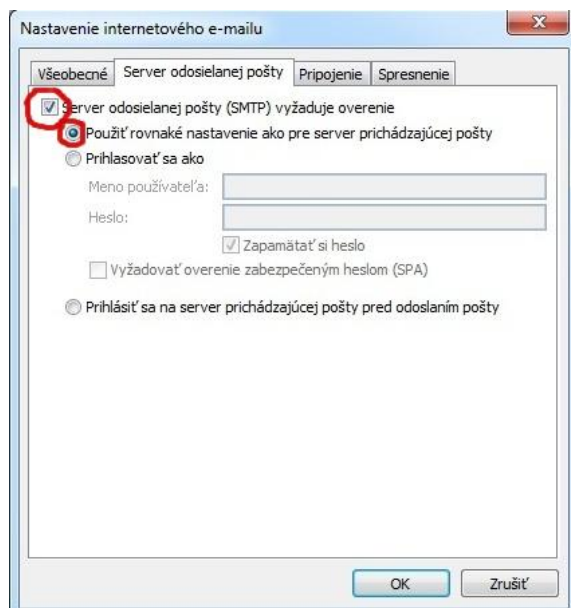 Nastavenie internetového e-mailu
Všeobecné Server odosielanej pošty Pripojenie Spresnenie
Server odosielanej pošty (SMTP) vyžaduje overenie
Použiť rovnaké nastavenie ako pre server prichádzajúcej pošty
Prihlasovať sa ako
Meno používateľa:
Heslo:
Zapamätať si heslo
Vyžadovať overenie zabezpečeným heslom (SPA)
Prihlásiť sa na server prichádzajúcej pošty pred odoslaním pošty
OK Zrušiť